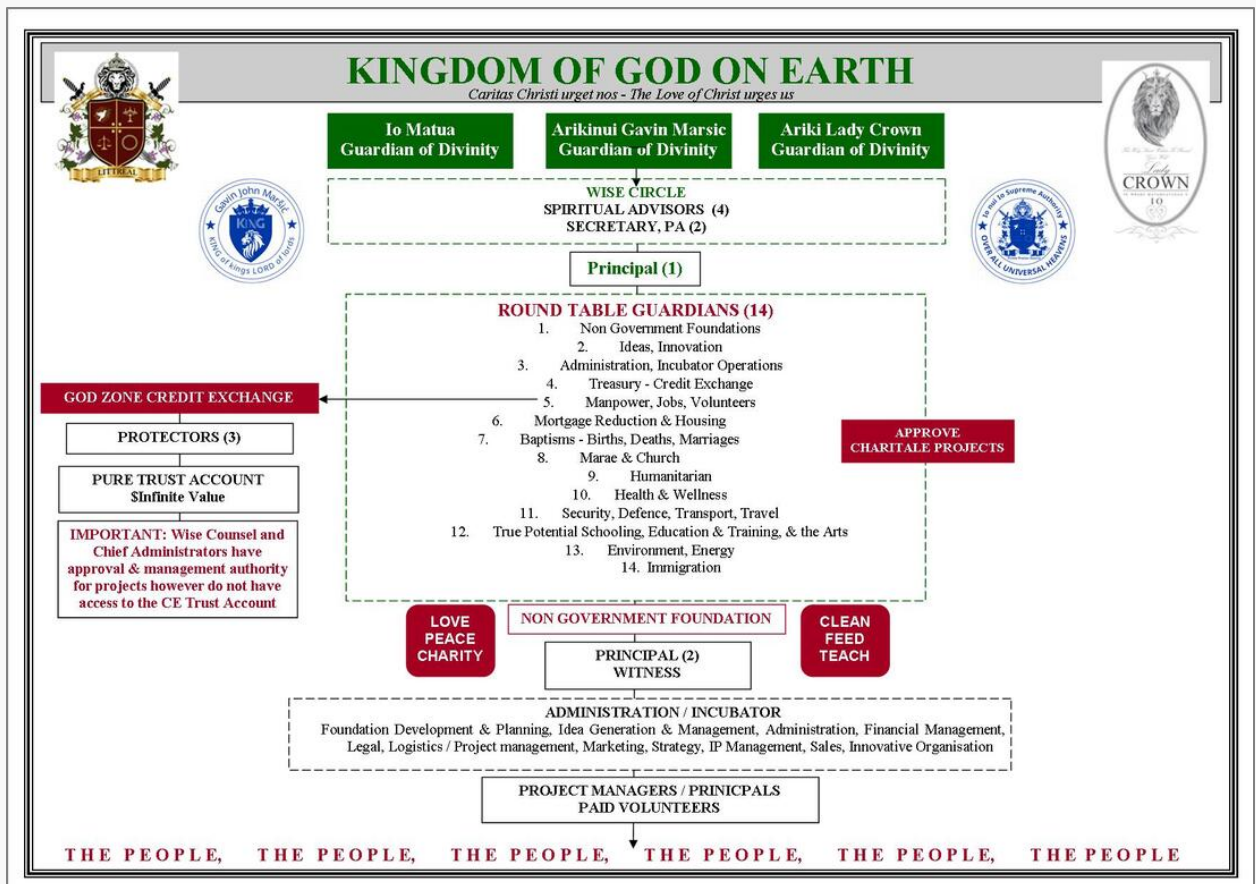 KINGDOM OF GOD ON EARTH
Caritas Christi urget nos - The Love of Christ urges us
LITTREAL
Io Matua
Guardian of Divinity
Arikinui Gavin Marsic
Guardian of Divinity
Ariki Lady Crown
Guardian of Divinity
Lady
CROWN
IO
Gavin John Maršić
KING
KING of kings LORD of lords
Io nui Io Supreme Authority
OVER ALL UNIVERSAL HEAVENS
WISE CIRCLE
SPIRITUAL ADVISORS (4)
SECRETARY, PA (2)
Principal (1)
ROUND TABLE GUARDIANS (14)
1. Non Government Foundations
2. Ideas, Innovation
3. Administration, Incubator Operations
4. Treasury - Credit Exchange
5. Manpower, Jobs, Volunteers
6. Mortgage Reduction & Housing
7. Baptisms - Births, Deaths, Marriages
8. Marae & Church
9. Humanitarian
10. Health & Wellness
11. Security, Defence, Transport, Travel
12. True Potential Schooling, Education & Training, & the Arts
13. Environment, Energy
14. Immigration
GOD ZONE CREDIT EXCHANGE
PROTECTORS (3)
PURE TRUST ACCOUNT
$Infinite Value
IMPORTANT: Wise Counsel and
Chief Administrators have
approval & management authority
for projects however do not have
access to the CE Trust Account
APPROVE
CHARITALE PROJECTS
LOVE
PEACE
CHARITY
NON GOVERNMENT FOUNDATION
CLEAN
FEED
TEACH
PRINCIPAL (2)
WITNESS
ADMINISTRATION / INCUBATOR
Foundation Development & Planning, Idea Generation & Management, Administration, Financial Management,
Legal, Logistics / Project management, Marketing, Strategy, IP Management, Sales, Innovative Organisation
PROJECT MANAGERS / PRINICPALS
PAID VOLUNTEERS
THE PEOPLE, THE PEOPLE, THE PEOPLE, THE PEOPLE, THE PEOPLE, THE PEOPLE